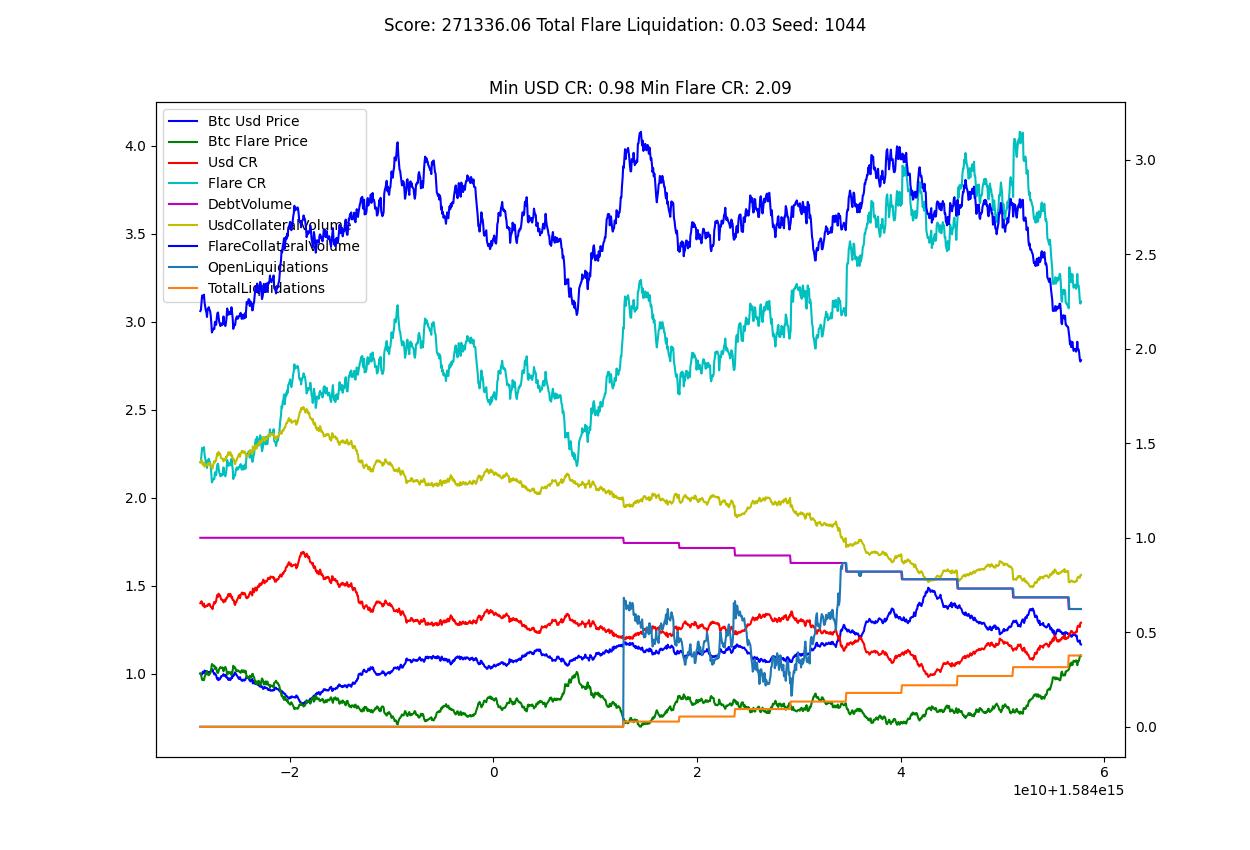 Score: 271336.06 Total Flare Liquidation: 0.03 Seed: 1044
Min USD CR: 0.98 Min Flare CR: 2.09
Btc Usd Price
Btc Flare Price
Usd CR
Flare CR
DebtVolume
UsdCollateralVolume
FlareCollateralVolume
OpenLiquidations
TotalLiquidations
4.0
3.5
3.0
2.5
2.0
1.5
1.0
3.0
2.5
2.0
1.5
1.0
0.5
0.0
−2
0
2
4
6
1e10+1.584e15